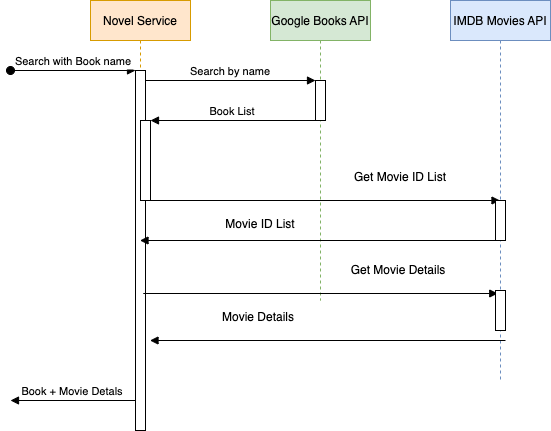 Novel Service
Google Books API
IMDB Movies API
Search with Book name
Search by name
Book List
Get Movie ID List
Movie ID List
Get Movie Details
Movie Details
Book + Movie Detals